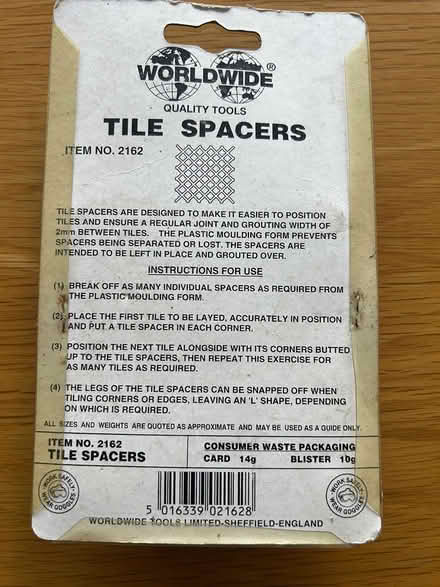 WORLDWIDE®
QUALITY TOOLS
TILE SPACERS
ITEM NO. 2162
TILE SPACERS ARE DESIGNED TO MAKE IT EASIER TO POSITION
TILES AND ENSURE A REGULAR JOINT AND GROUTING WIDTH OF
2mm BETWEEN TILES. THE PLASTIC MOULDING FORM PREVENTS
SPACERS BEING SEPARATED OR LOST. THE SPACERS ARE
INTENDED TO BE LEFT IN PLACE AND GROUTED OVER.
INSTRUCTIONS FOR USE
(1) BREAK OFF AS MANY INDIVIDUAL SPACERS AS REQUIRED FROM
THE PLASTIC MOULDING FORM.
(2) PLACE THE FIRST TILE TO BE LAYED, ACCURATELY IN POSITION
AND PUT A TILE SPACER IN EACH CORNER.
(3) POSITION THE NEXT TILE ALONGSIDE WITH ITS CORNERS BUTTED
UP TO THE TILE SPACERS, THEN REPEAT THIS EXERCISE FOR
AS MANY TILES AS REQUIRED.
(4) THE LEGS OF THE TILE SPACERS CAN BE SNAPPED OFF WHEN
TILING CORNERS OR EDGES, LEAVING AN 'L' SHAPE, DEPENDING
ON WHICH IS REQUIRED.
ALL SIZES AND WEIGHTS ARE QUOTED AS APPROXIMATE AND MAY BE USED AS A GUIDE ONLY.
ITEM NO. 2162
TILE SPACERS
CONSUMER WASTE PACKAGING
CARD 14g BLISTER 10g
WORK SAFELY-
WEAR GOGGLES
5 016339 021628
WORK SAFELY-
WEAR GOGGLES
WORLDWIDE TOOLS LIMITED-SHEFFIELD-ENGLAND